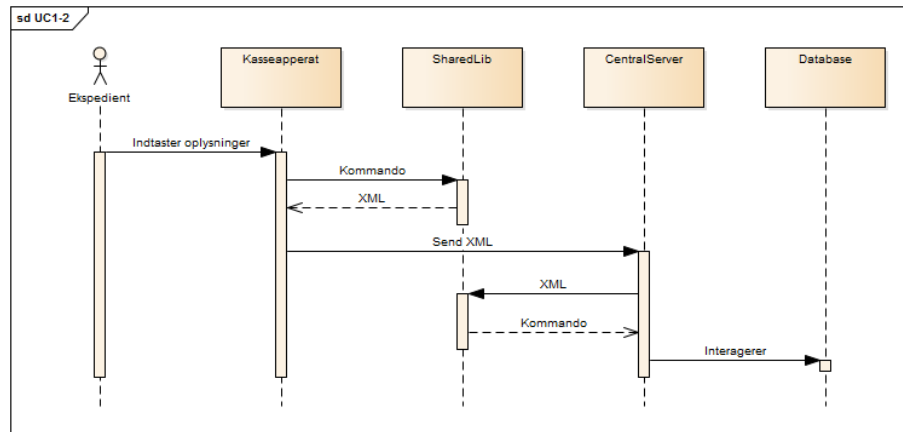 sd UC1-2
Ekspedient
Kasseapperat
SharedLib
CentralServer
Database
Indtaster oplysninger
Kommando
XML
Send XML
XML
Kommando
Interagerer